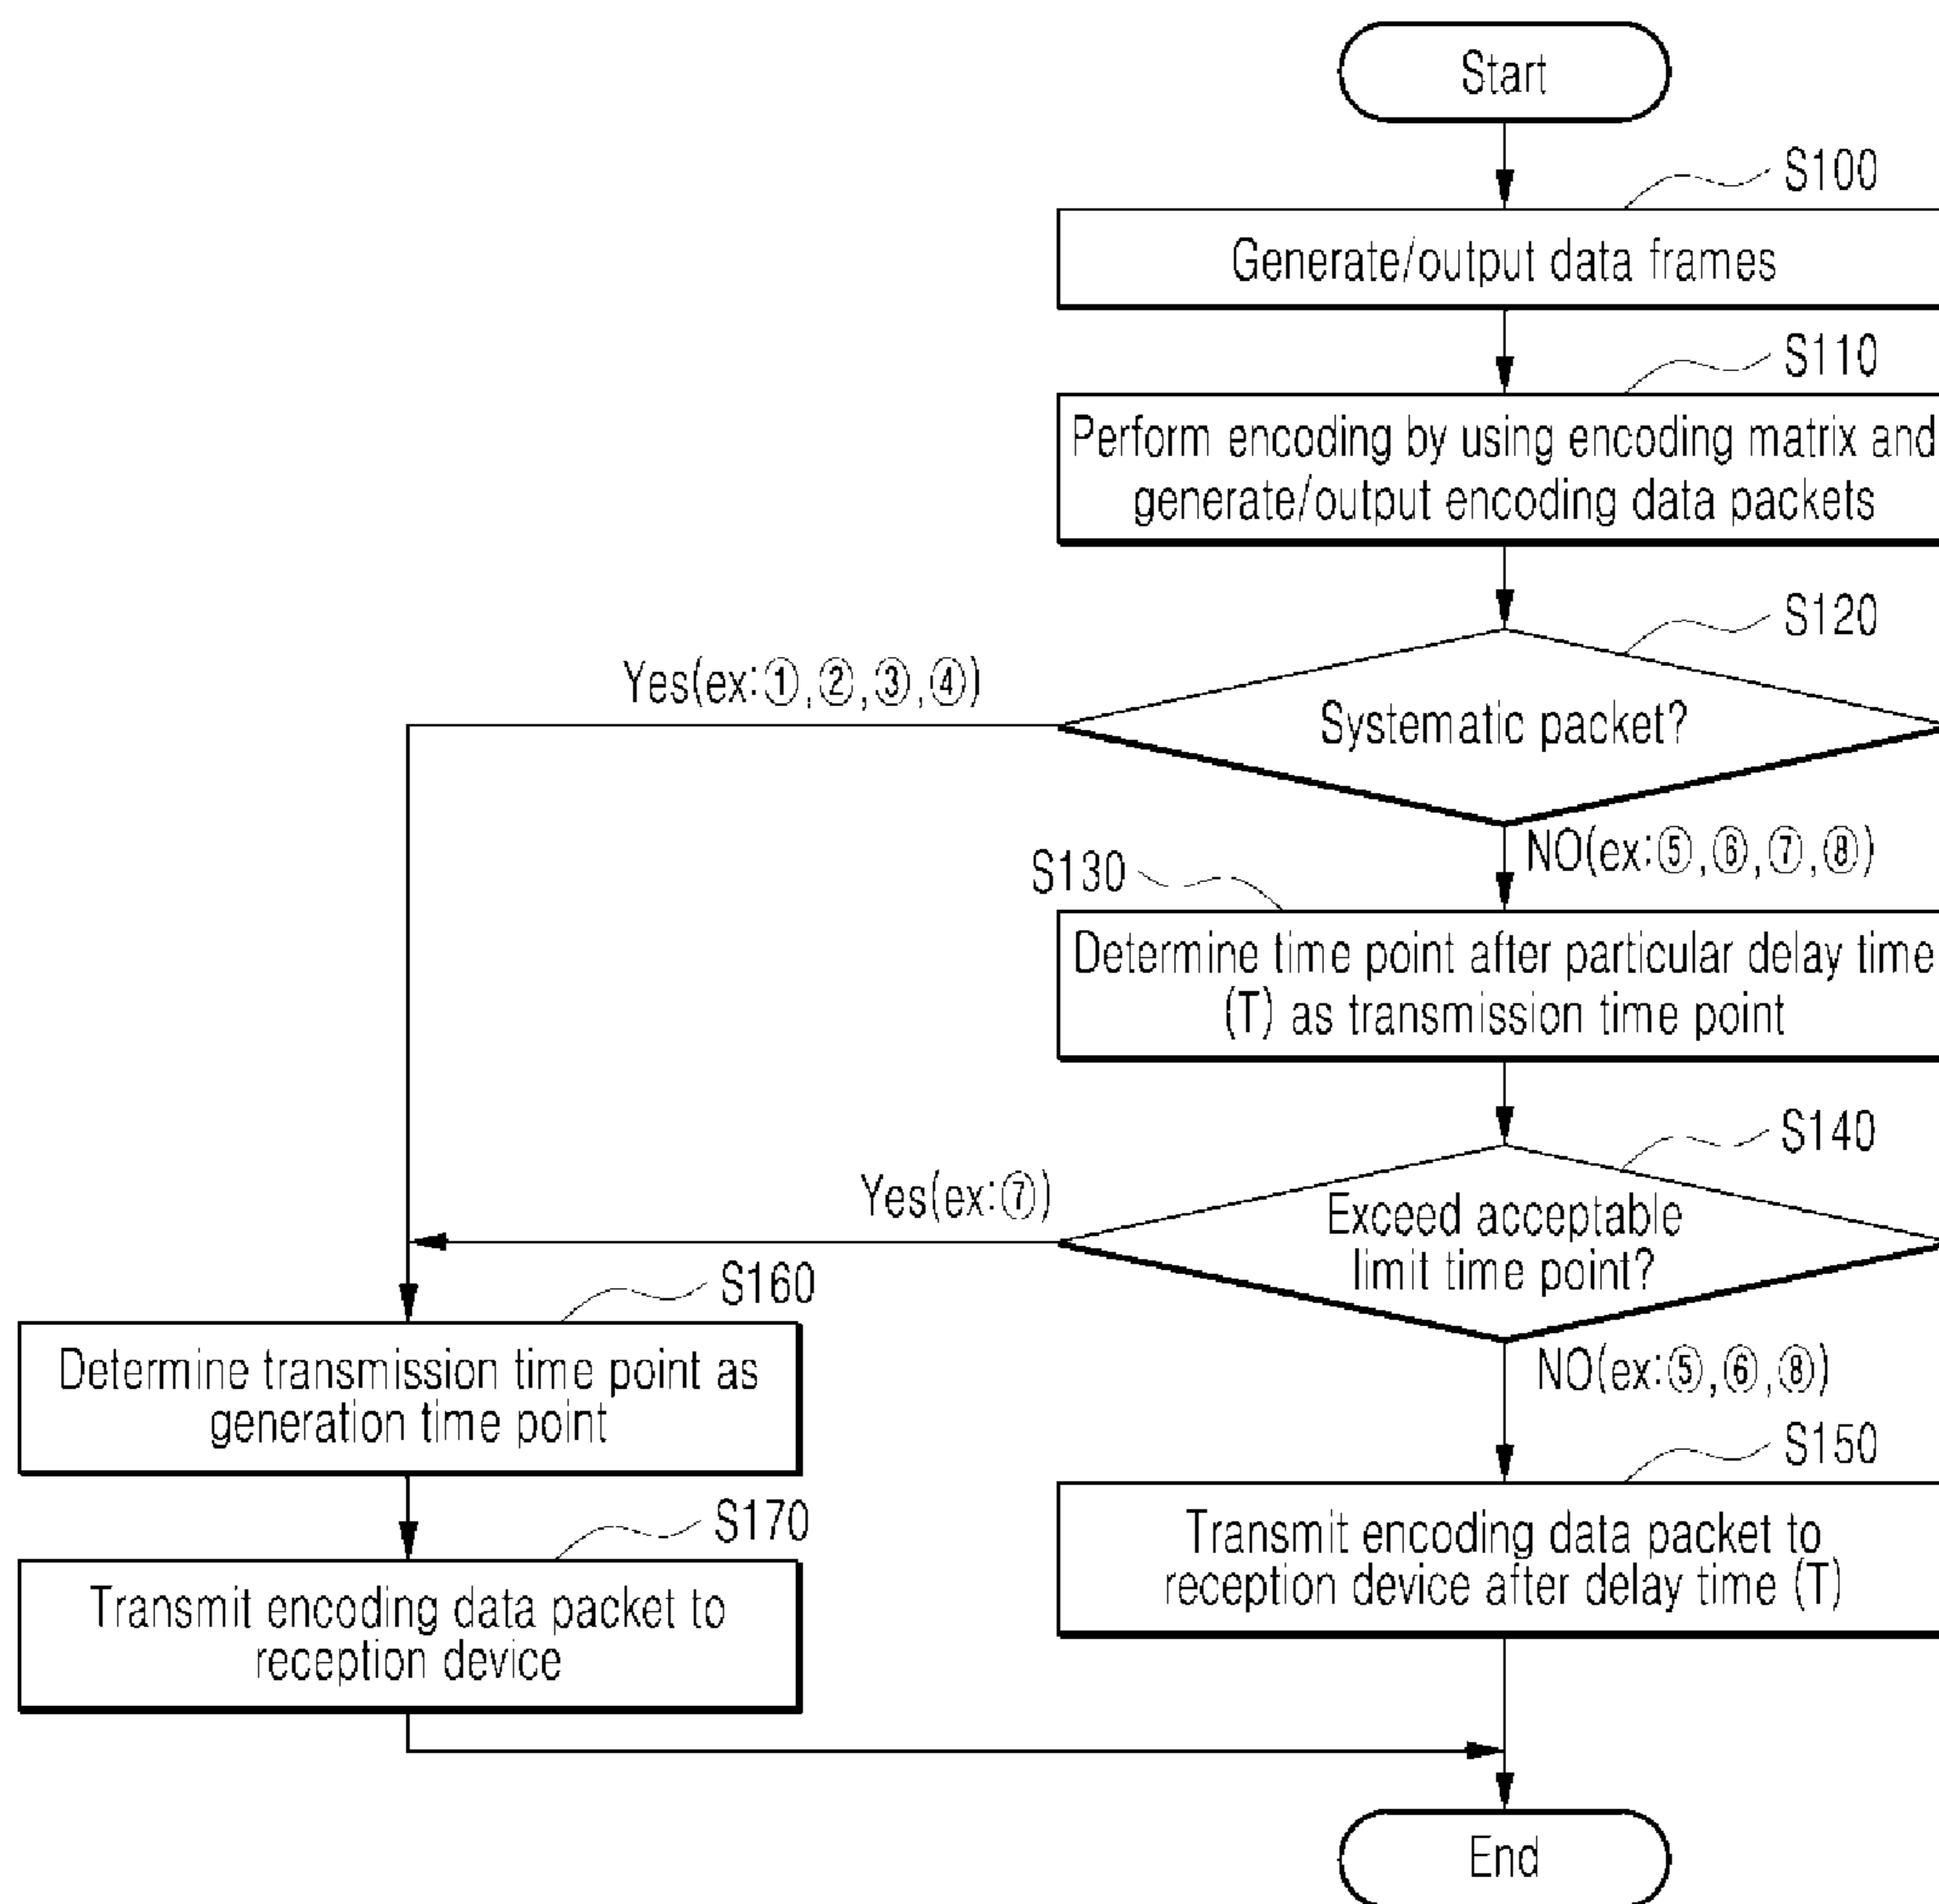 Start
S100
Generate/output data frames
S110
Perform encoding by using encoding matrix and
generate/output encoding data packets
S120
Systematic packet?
Yes(ex:①,②,③,④)
NO(ex:⑤,⑥,⑦,⑧)
S130
Determine time point after particular delay time
(T) as transmission time point
S140
Exceed acceptable
limit time point?
Yes(ex:⑦)
NO(ex:⑤,⑥,⑧)
S160
Determine transmission time point as
generation time point
S150
Transmit encoding data packet to
reception device after delay time (T)
S170
Transmit encoding data packet to
reception device
End